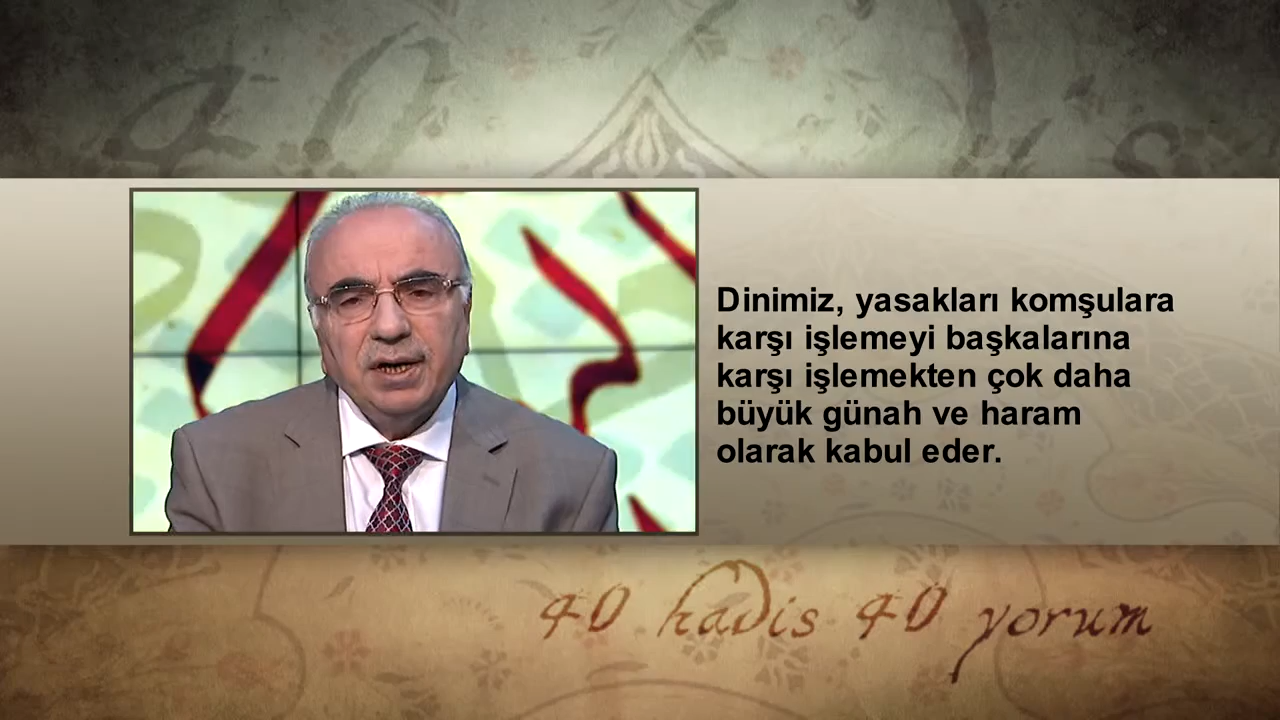 Dinimiz, yasakları komşulara
karşı işlemeyi başkalarına
karşı işlemekten çok daha
büyük günah ve haram
olarak kabul eder.
40 hadis 40 yorum